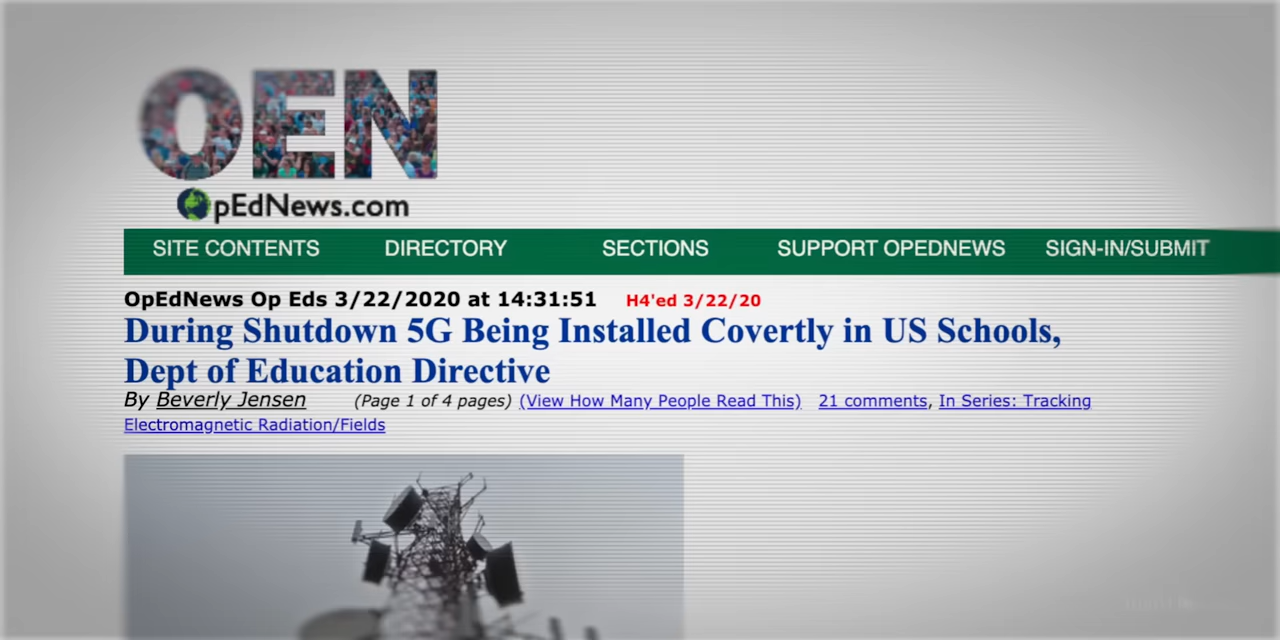 OEN
OpEdNews.com
SITE CONTENTS DIRECTORY SECTIONS SUPPORT OPEDNEWS SIGN-IN/SUBMIT
OpEdNews Op Eds 3/22/2020 at 14:31:51 H4'ed 3/22/20
During Shutdown 5G Being Installed Covertly in US Schools,
Dept of Education Directive
By Beverly Jensen (Page 1 of 4 pages) (View How Many People Read This) 21 comments, In Series: Tracking
Electromagnetic Radiation/Fields